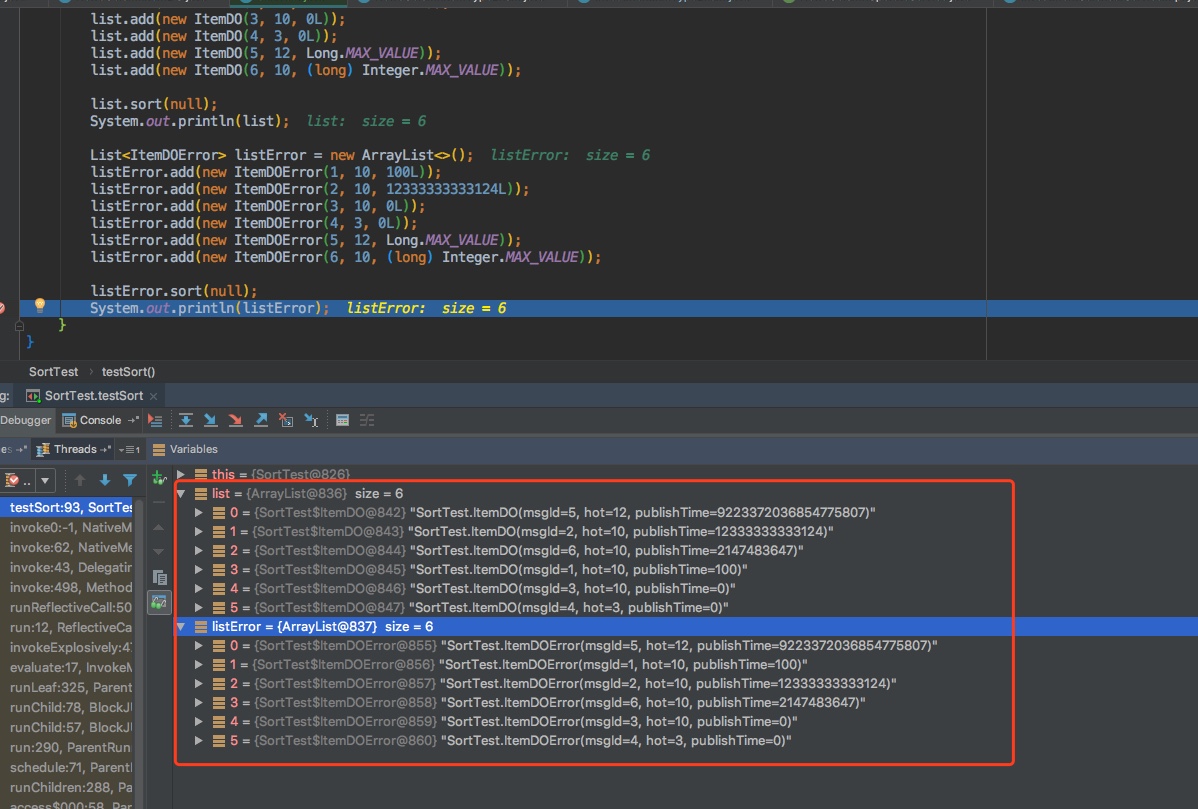 list.add(new ItemDO(3, 10, 0L));
list.add(new ItemDO(4, 3, 0L));
list.add(new ItemDO(5, 12, Long.MAX_VALUE));
list.add(new ItemDO(6, 10, (long) Integer.MAX_VALUE));
list.sort(null);
System.out.println(list);  list:  size = 6
List<ItemDOError> listError = new ArrayList<>();  listError:  size = 6
listError.add(new ItemDOError(1, 10, 100L));
listError.add(new ItemDOError(2, 10, 12333333333124L));
listError.add(new ItemDOError(3, 10, 0L));
listError.add(new ItemDOError(4, 3, 0L));
listError.add(new ItemDOError(5, 12, Long.MAX_VALUE));
listError.add(new ItemDOError(6, 10, (long) Integer.MAX_VALUE));
listError.sort(null);
System.out.println(listError);  listError:  size = 6
}
}
SortTest > testSort()
g: SortTest.testSort
Debugger Console
es Threads 1 Variables
this = {SortTest@826}
list = {ArrayList@836} size = 6
0 = {SortTest$ItemDO@842} "SortTest.ItemDO(msgId=5, hot=12, publishTime=9223372036854775807)"
1 = {SortTest$ItemDO@843} "SortTest.ItemDO(msgId=2, hot=10, publishTime=12333333333124)"
2 = {SortTest$ItemDO@844} "SortTest.ItemDO(msgId=6, hot=10, publishTime=2147483647)"
3 = {SortTest$ItemDO@845} "SortTest.ItemDO(msgId=1, hot=10, publishTime=100)"
4 = {SortTest$ItemDO@846} "SortTest.ItemDO(msgId=3, hot=10, publishTime=0)"
5 = {SortTest$ItemDO@847} "SortTest.ItemDO(msgId=4, hot=3, publishTime=0)"
listError = {ArrayList@837} size = 6
0 = {SortTest$ItemDOError@855} "SortTest.ItemDOError(msgId=5, hot=12, publishTime=9223372036854775807)"
1 = {SortTest$ItemDOError@856} "SortTest.ItemDOError(msgId=1, hot=10, publishTime=100)"
2 = {SortTest$ItemDOError@857} "SortTest.ItemDOError(msgId=2, hot=10, publishTime=12333333333124)"
3 = {SortTest$ItemDOError@858} "SortTest.ItemDOError(msgId=6, hot=10, publishTime=2147483647)"
4 = {SortTest$ItemDOError@859} "SortTest.ItemDOError(msgId=3, hot=10, publishTime=0)"
5 = {SortTest$ItemDOError@860} "SortTest.ItemDOError(msgId=4, hot=3, publishTime=0)"
testSort:93, SortTes
invoke0:-1, NativeM
invoke:62, NativeMe
invoke:43, Delegatin
invoke:498, Method
runReflectiveCall:50
run:12, ReflectiveCa
invokeExplosively:47
evaluate:17, InvokeM
runLeaf:325, Parent
runChild:78, BlockJU
runChild:57, BlockJU
run:290, ParentRun
schedule:71, Parentl
runChildren:288, Pa
access$000:58, Par